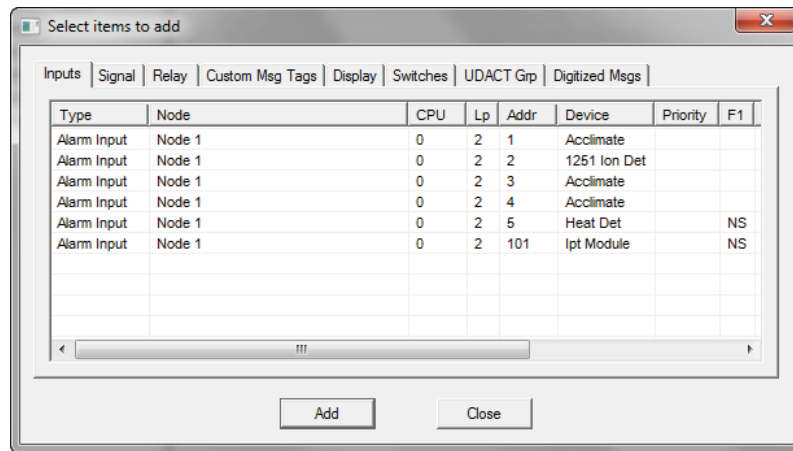 Select items to add
Inputs Signal Relay Custom Msg Tags Display Switches UDACT Grp Digitized Msgs
Type Node CPU Lp Addr Device Priority F1
Alarm Input Node 1 0 2 1 Acclimate
Alarm Input Node 1 0 2 2 1251 Ion Det
Alarm Input Node 1 0 2 3 Acclimate
Alarm Input Node 1 0 2 4 Acclimate
Alarm Input Node 1 0 2 5 Heat Det NS
Alarm Input Node 1 0 2 101 Ipt Module NS
Add Close